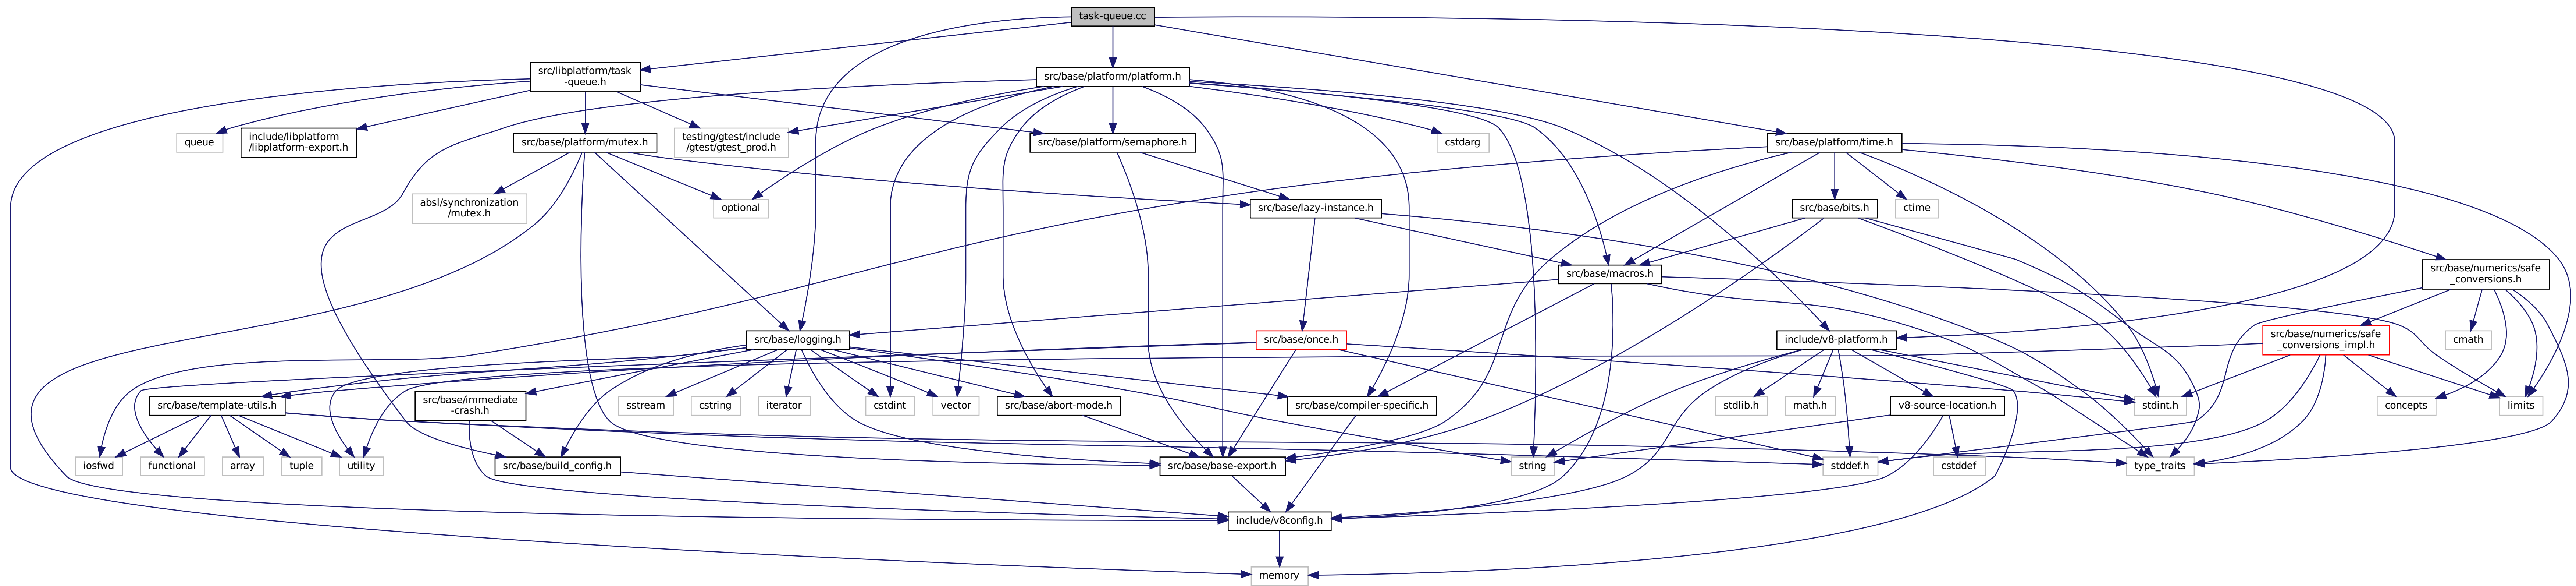 task-queue.cc
src/libplatform/task
-queue.h
src/base/platform/platform.h
queue
include/libplatform
/libplatform-export.h
src/base/platform/mutex.h
testing/gtest/include
/gtest/gtest_prod.h
src/base/platform/semaphore.h
cstdarg
src/base/platform/time.h
absl/synchronization
/mutex.h
optional
src/base/lazy-instance.h
src/base/bits.h
ctime
src/base/macros.h
src/base/numerics/safe
_conversions.h
src/base/logging.h
src/base/once.h
include/v8-platform.h
src/base/numerics/safe
_conversions_impl.h
cmath
src/base/template-utils.h
src/base/immediate
-crash.h
sstream
cstring
iterator
cstdint
vector
src/base/abort-mode.h
src/base/compiler-specific.h
stdlib.h
math.h
v8-source-location.h
stdint.h
concepts
limits
iosfwd
functional
array
tuple
utility
src/base/build_config.h
src/base/base-export.h
string
stddef.h
cstddef
type_traits
include/v8config.h
memory